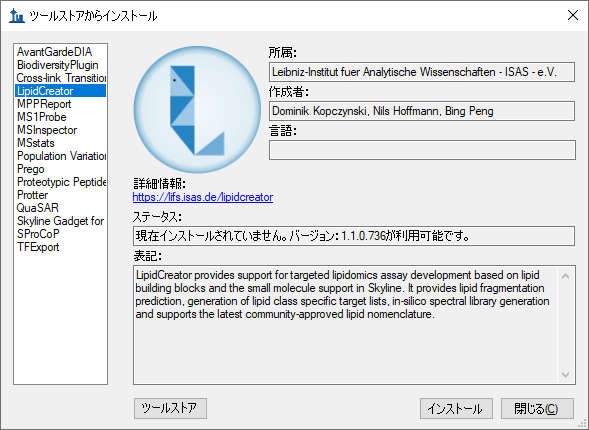 ツールストアからインストール
AvantGardeDIA
BiodiversityPlugin
Cross-link Transition
LipidCreator
MPPReport
MS1Probe
MSInspector
MSstats
Population Variation
Prego
Proteotypic Peptide
Protter
QuaSAR
Skyline Gadget for
SProCoP
TFExport
所属:
Leibniz-Institut fuer Analytische Wissenschaften - ISAS - e.V.
作成者:
Dominik Kopczynski, Nils Hoffmann, Bing Peng
言語:
詳細情報:
https://lifs.isas.de/lipidcreator
ステータス:
現在インストールされていません。バージョン: 1.1.0.736が利用可能です。
表記:
LipidCreator provides support for targeted lipidomics assay development based on lipid
building blocks and the small molecule support in Skyline. It provides lipid fragmentation
prediction, generation of lipid class specific target lists, in-silico spectral library generation
and supports the latest community-approved lipid nomenclature.
ツールストア
インストール
閉じる(C)